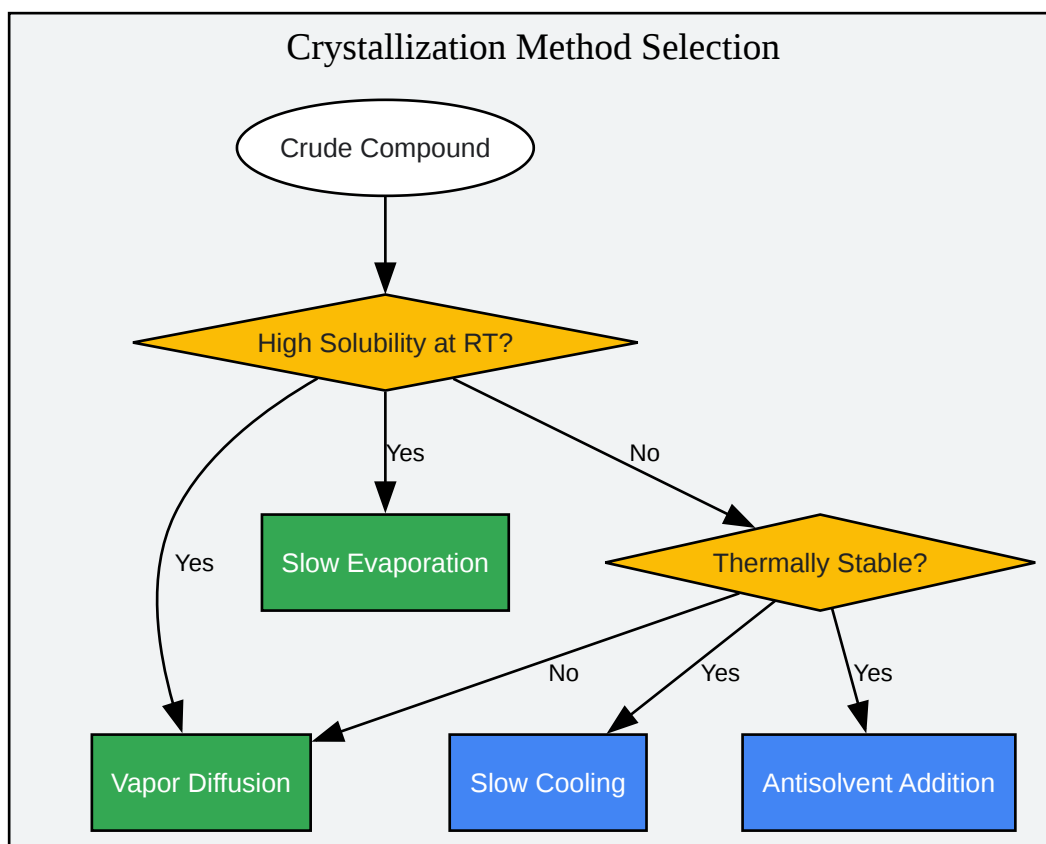 Crystallization Method Selection
Crude Compound
High Solubility at RT?
Yes
No
Yes
Slow Evaporation
Thermally Stable?
No
Yes
Yes
Vapor Diffusion
Slow Cooling
Antisolvent Addition